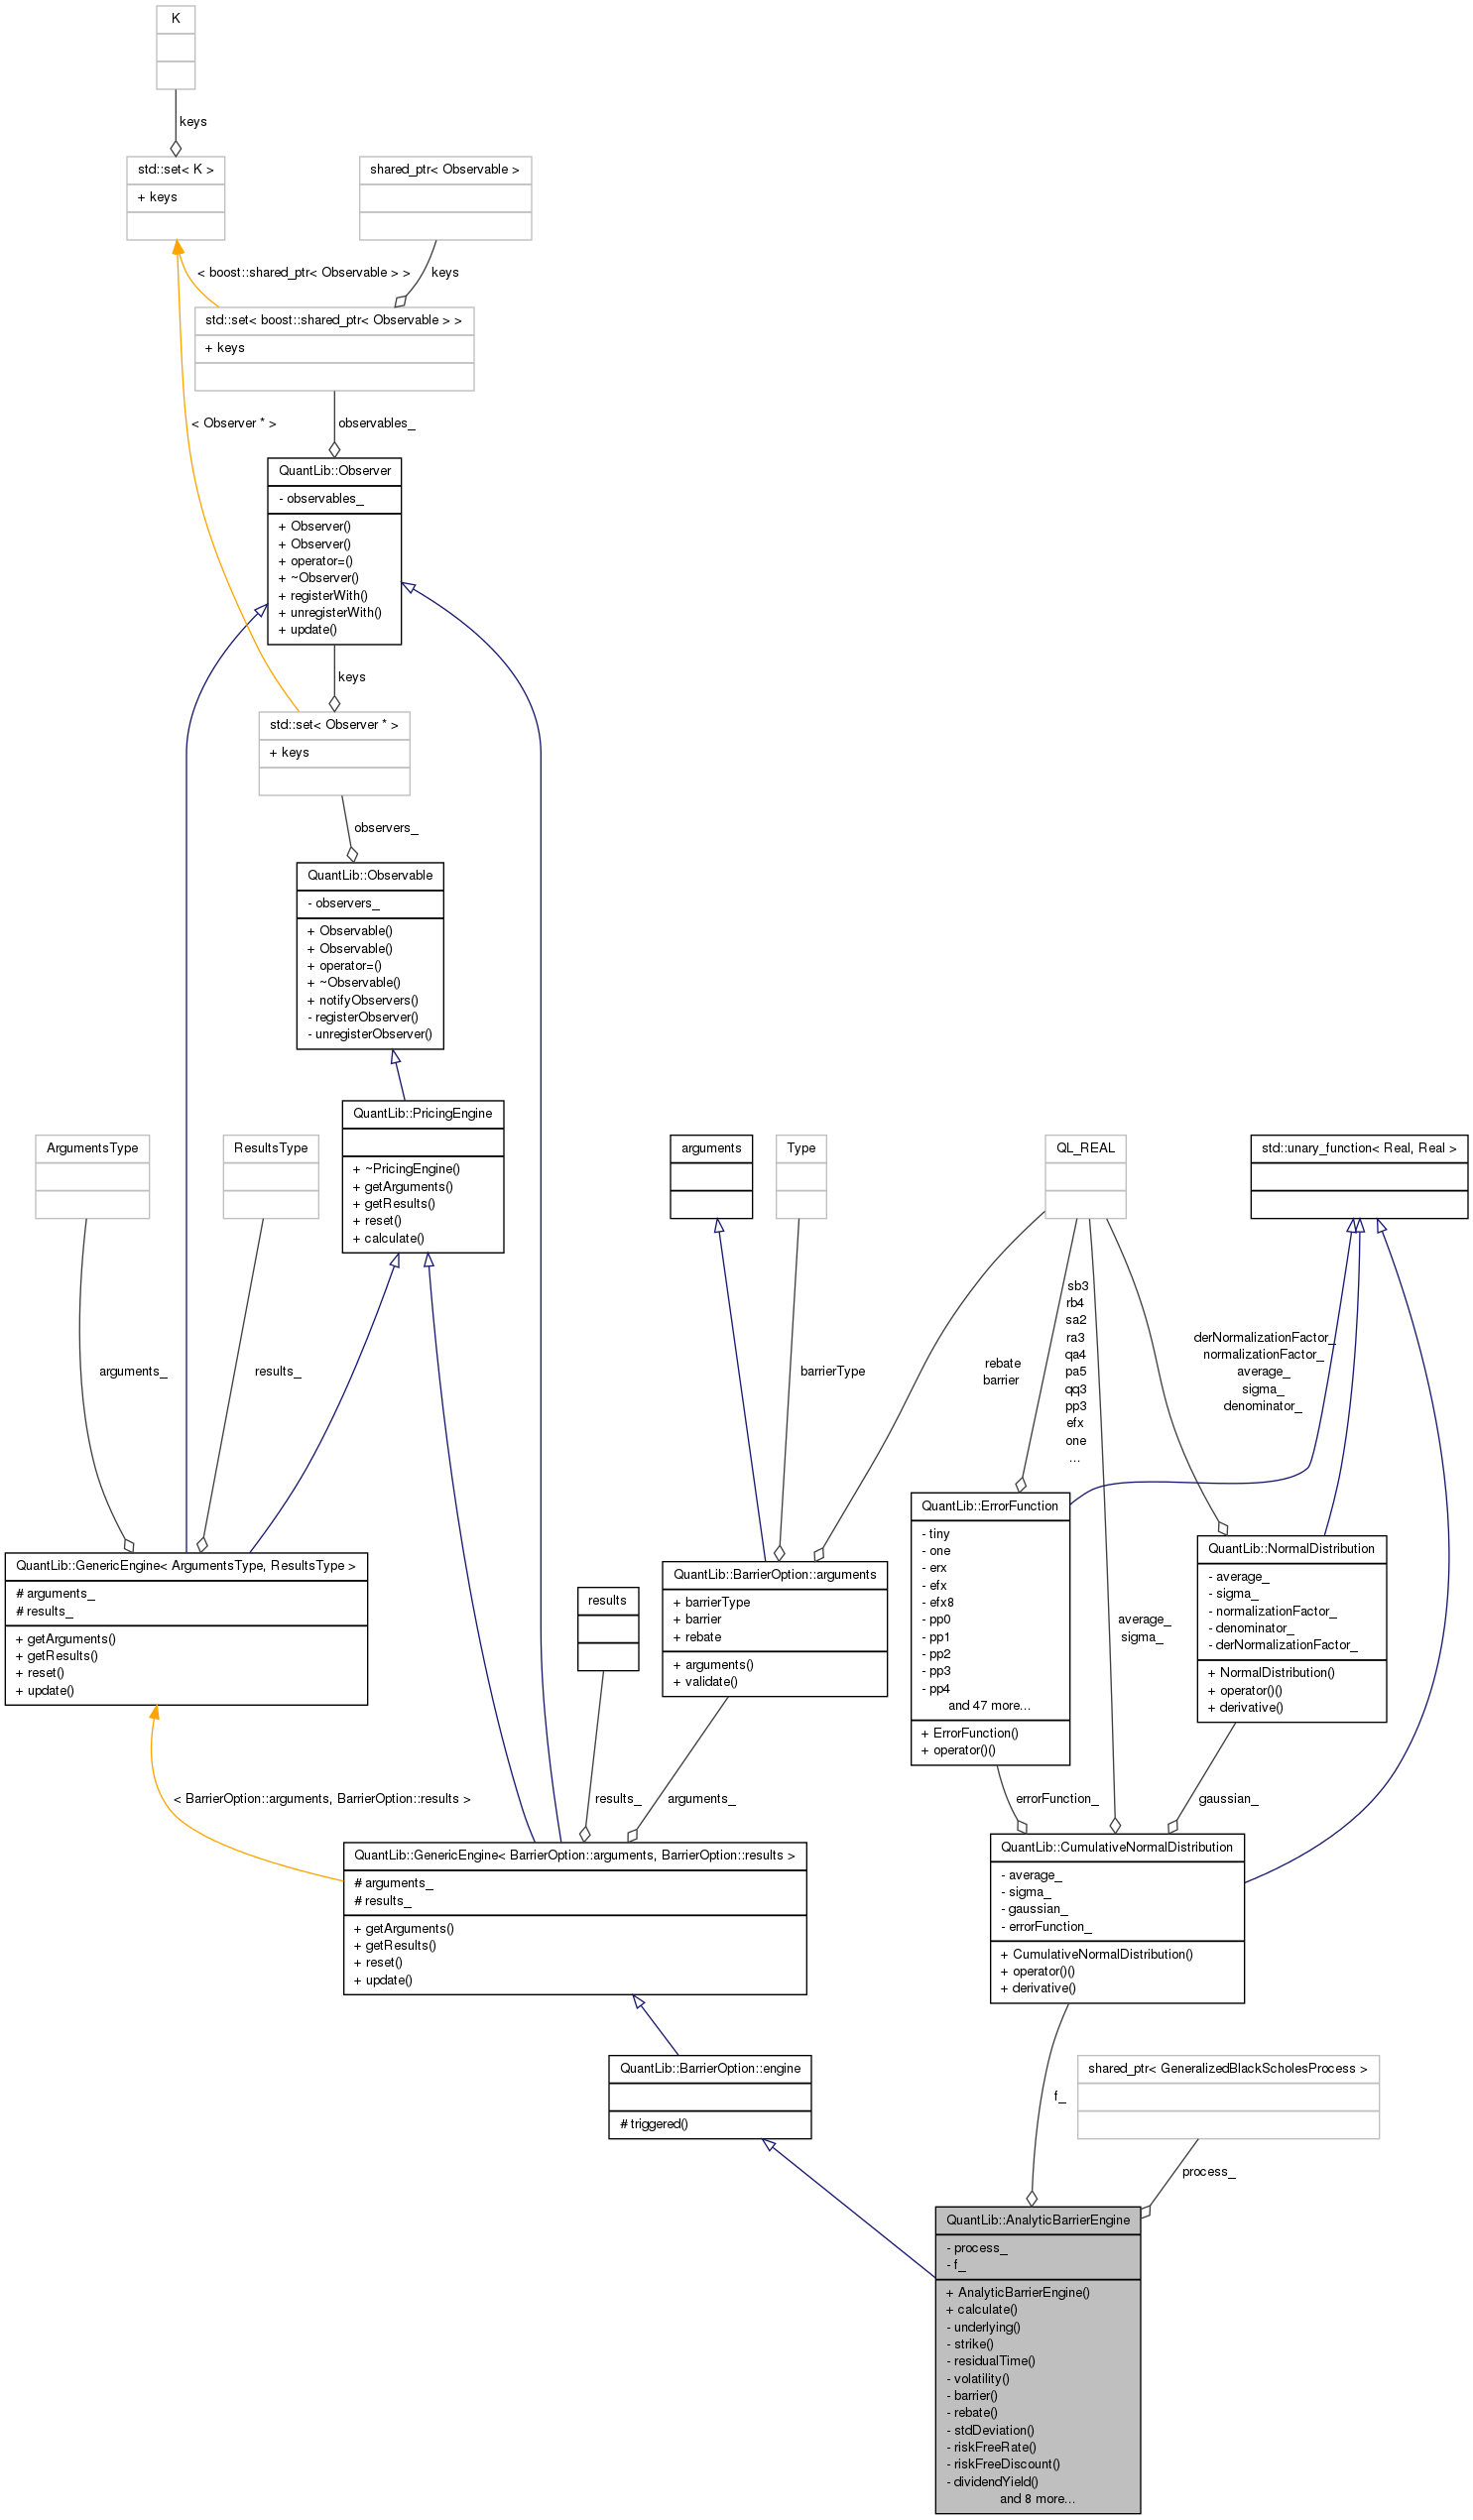 K
keys
std::set< K >
+ keys
shared_ptr< Observable >
< boost::shared_ptr< Observable > >
keys
std::set< boost::shared_ptr< Observable > >
+ keys
< Observer * >
observables_
QuantLib::Observer
- observables_
+ Observer()
+ Observer()
+ operator=()
+ ~Observer()
+ registerWith()
+ unregisterWith()
+ update()
keys
std::set< Observer * >
+ keys
observers_
QuantLib::Observable
- observers_
+ Observable()
+ Observable()
+ operator=()
+ ~Observable()
+ notifyObservers()
- registerObserver()
- unregisterObserver()
QuantLib::PricingEngine
+ ~PricingEngine()
+ getArguments()
+ getResults()
+ reset()
+ calculate()
ArgumentsType
ResultsType
arguments
Type
QL_REAL
std::unary_function< Real, Real >
arguments_
results_
barrierType
rebate
barrier
sb3
rb4
sa2
ra3
qa4
pa5
qq3
pp3
efx
one
...
derNormalizationFactor_
normalizationFactor_
average_
sigma_
denominator_
QuantLib::GenericEngine< ArgumentsType, ResultsType >
# arguments_
# results_
+ getArguments()
+ getResults()
+ reset()
+ update()
results
QuantLib::BarrierOption::arguments
+ barrierType
+ barrier
+ rebate
+ arguments()
+ validate()
QuantLib::ErrorFunction
- tiny
- one
- erx
- efx
- efx8
- pp0
- pp1
- pp2
- pp3
- pp4
and 47 more...
+ ErrorFunction()
+ operator()()
average_
sigma_
QuantLib::NormalDistribution
- average_
- sigma_
- normalizationFactor_
- denominator_
- derNormalizationFactor_
+ NormalDistribution()
+ operator()()
+ derivative()
< BarrierOption::arguments, BarrierOption::results >
results_
arguments_
errorFunction_
gaussian_
QuantLib::GenericEngine< BarrierOption::arguments, BarrierOption::results >
# arguments_
# results_
+ getArguments()
+ getResults()
+ reset()
+ update()
QuantLib::CumulativeNormalDistribution
- average_
- sigma_
- gaussian_
- errorFunction_
+ CumulativeNormalDistribution()
+ operator()()
+ derivative()
QuantLib::BarrierOption::engine
# triggered()
f_
shared_ptr< GeneralizedBlackScholesProcess >
process_
QuantLib::AnalyticBarrierEngine
- process_
- f_
+ AnalyticBarrierEngine()
+ calculate()
- underlying()
- strike()
- residualTime()
- volatility()
- barrier()
- rebate()
- stdDeviation()
- riskFreeRate()
- riskFreeDiscount()
- dividendYield()
and 8 more...